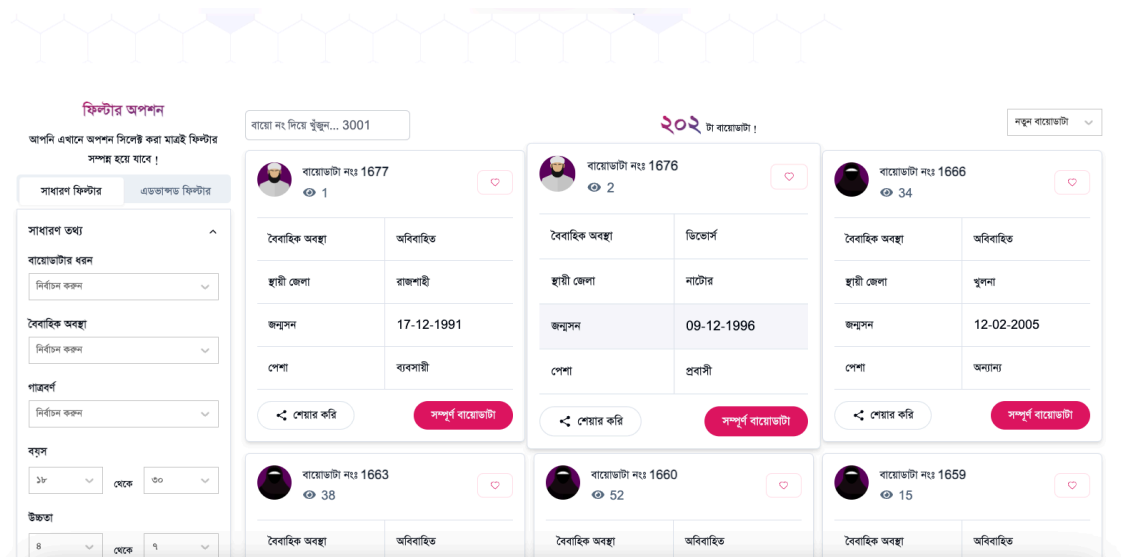 ফিল্টার অপশন
আপনি এখানে অপশন সিলেক্ট করা মাত্রই ফিল্টার
সম্পন্ন হয়ে যাবে !
সাধারণ ফিল্টার
এডভান্সড ফিল্টার
সাধারণ তথ্য
বায়োডাটার ধরন
নির্বাচন করুন
বৈবাহিক অবস্থা
নির্বাচন করুন
গাত্রবর্ণ
নির্বাচন করুন
বয়স
১৮ থেকে ৩০
উচ্চতা
৪ থেকে ৭
বায়ো নং দিয়ে খুঁজুন... 3001
২০২ টা বায়োডাটা !
নতুন বায়োডাটা
বায়োডাটা নংঃ 1677
1
বৈবাহিক অবস্থা অবিবাহিত
স্থায়ী জেলা রাজশাহী
জন্মসন 17-12-1991
পেশা ব্যবসায়ী
শেয়ার করি সম্পূর্ণ বায়োডাটা
বায়োডাটা নংঃ 1676
2
বৈবাহিক অবস্থা ডিভোর্স
স্থায়ী জেলা নাটোর
জন্মসন 09-12-1996
পেশা প্রবাসী
শেয়ার করি সম্পূর্ণ বায়োডাটা
বায়োডাটা নংঃ 1666
34
বৈবাহিক অবস্থা অবিবাহিত
স্থায়ী জেলা খুলনা
জন্মসন 12-02-2005
পেশা অন্যান্য
শেয়ার করি সম্পূর্ণ বায়োডাটা
বায়োডাটা নংঃ 1663
38
বৈবাহিক অবস্থা অবিবাহিত
বায়োডাটা নংঃ 1660
52
বৈবাহিক অবস্থা অবিবাহিত
বায়োডাটা নংঃ 1659
15
বৈবাহিক অবস্থা অবিবাহিত